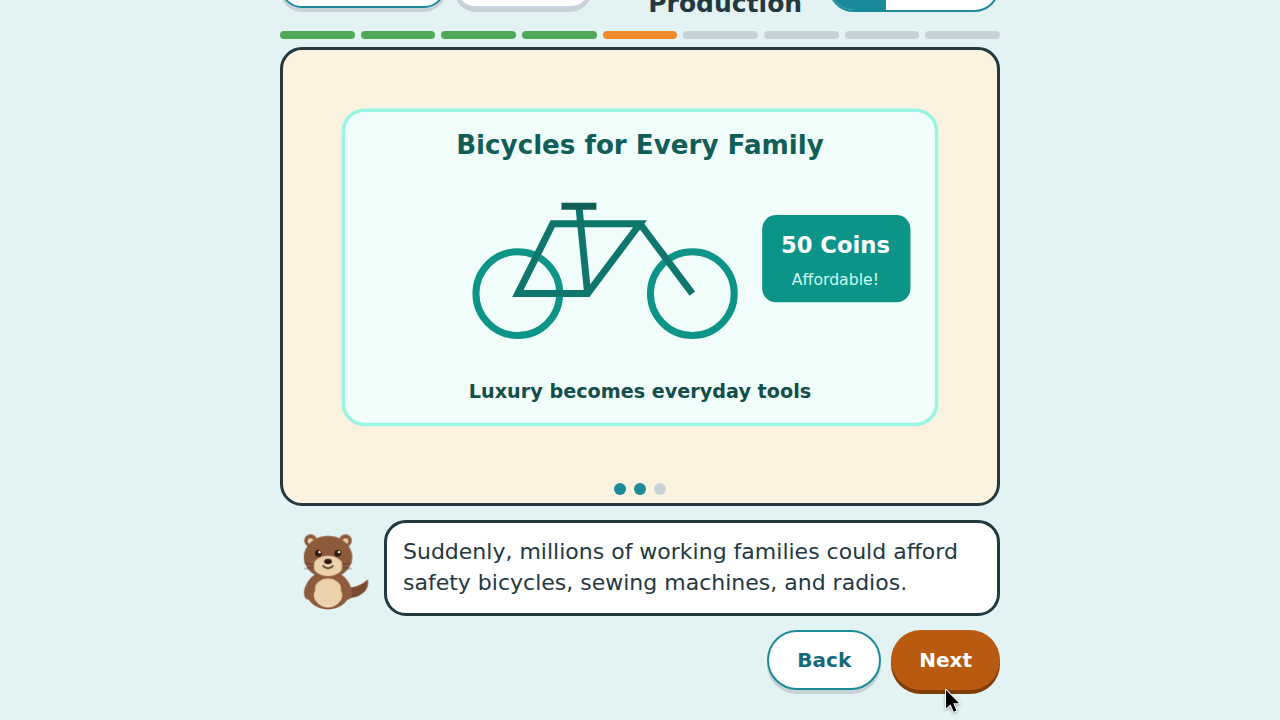 Production
Bicycles for Every Family
50 Coins
Affordable!
Luxury becomes everyday tools
Suddenly, millions of working families could afford
safety bicycles, sewing machines, and radios.
Back
Next